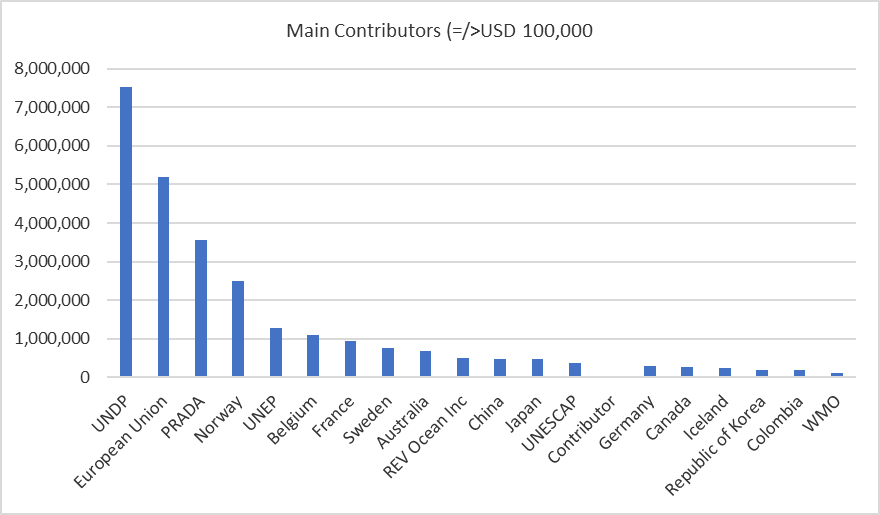 Main Contributors (=/>USD 100,000
8,000,000
7,000,000
6,000,000
5,000,000
4,000,000
3,000,000
2,000,000
1,000,000
0
UNDP
European Union
PRADA
Norway
UNEP
Belgium
France
Sweden
Australia
REV Ocean Inc
China
Japan
UNESCAP
Contributor
Germany
Canada
Iceland
Republic of Korea
Colombia
WMO